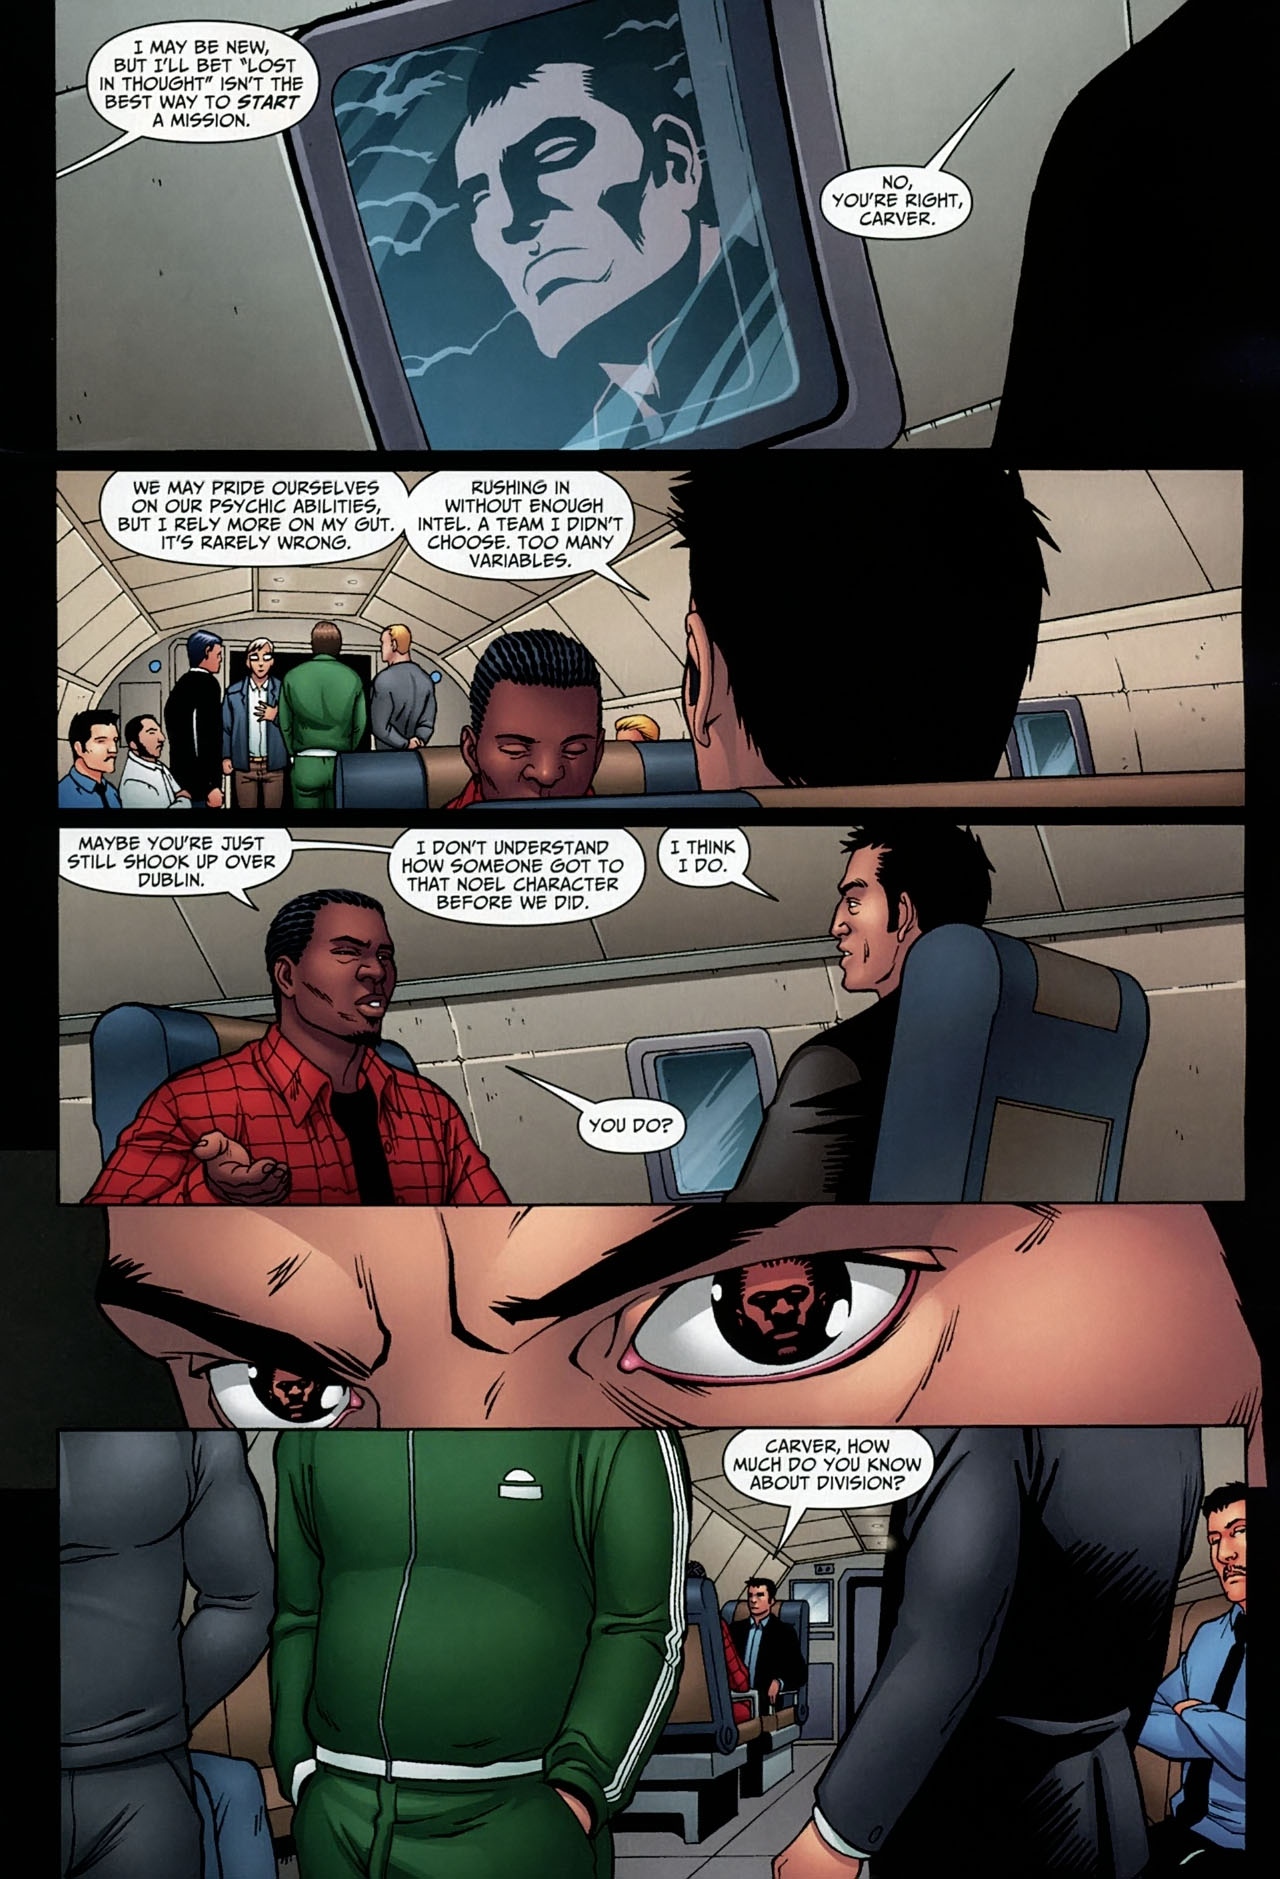 I MAY BE NEW,
BUT I'LL BET "LOST
IN THOUGHT" ISN'T THE
BEST WAY TO START
A MISSION.
NO,
YOU'RE RIGHT,
CARVER.
WE MAY PRIDE OURSELVES
ON OUR PSYCHIC ABILITIES,
BUT I RELY MORE ON MY GUT.
IT'S RARELY WRONG.
RUSHING IN
WITHOUT ENOUGH
INTEL. A TEAM I DIDN'T
CHOOSE. TOO MANY
VARIABLES.
MAYBE YOU'RE JUST
STILL SHOOK UP OVER
DUBLIN.
I DON'T UNDERSTAND
HOW SOMEONE GOT TO
THAT NOEL CHARACTER
BEFORE WE DID.
I THINK
I DO.
YOU DO?
CARVER, HOW
MUCH DO YOU KNOW
ABOUT DIVISION?